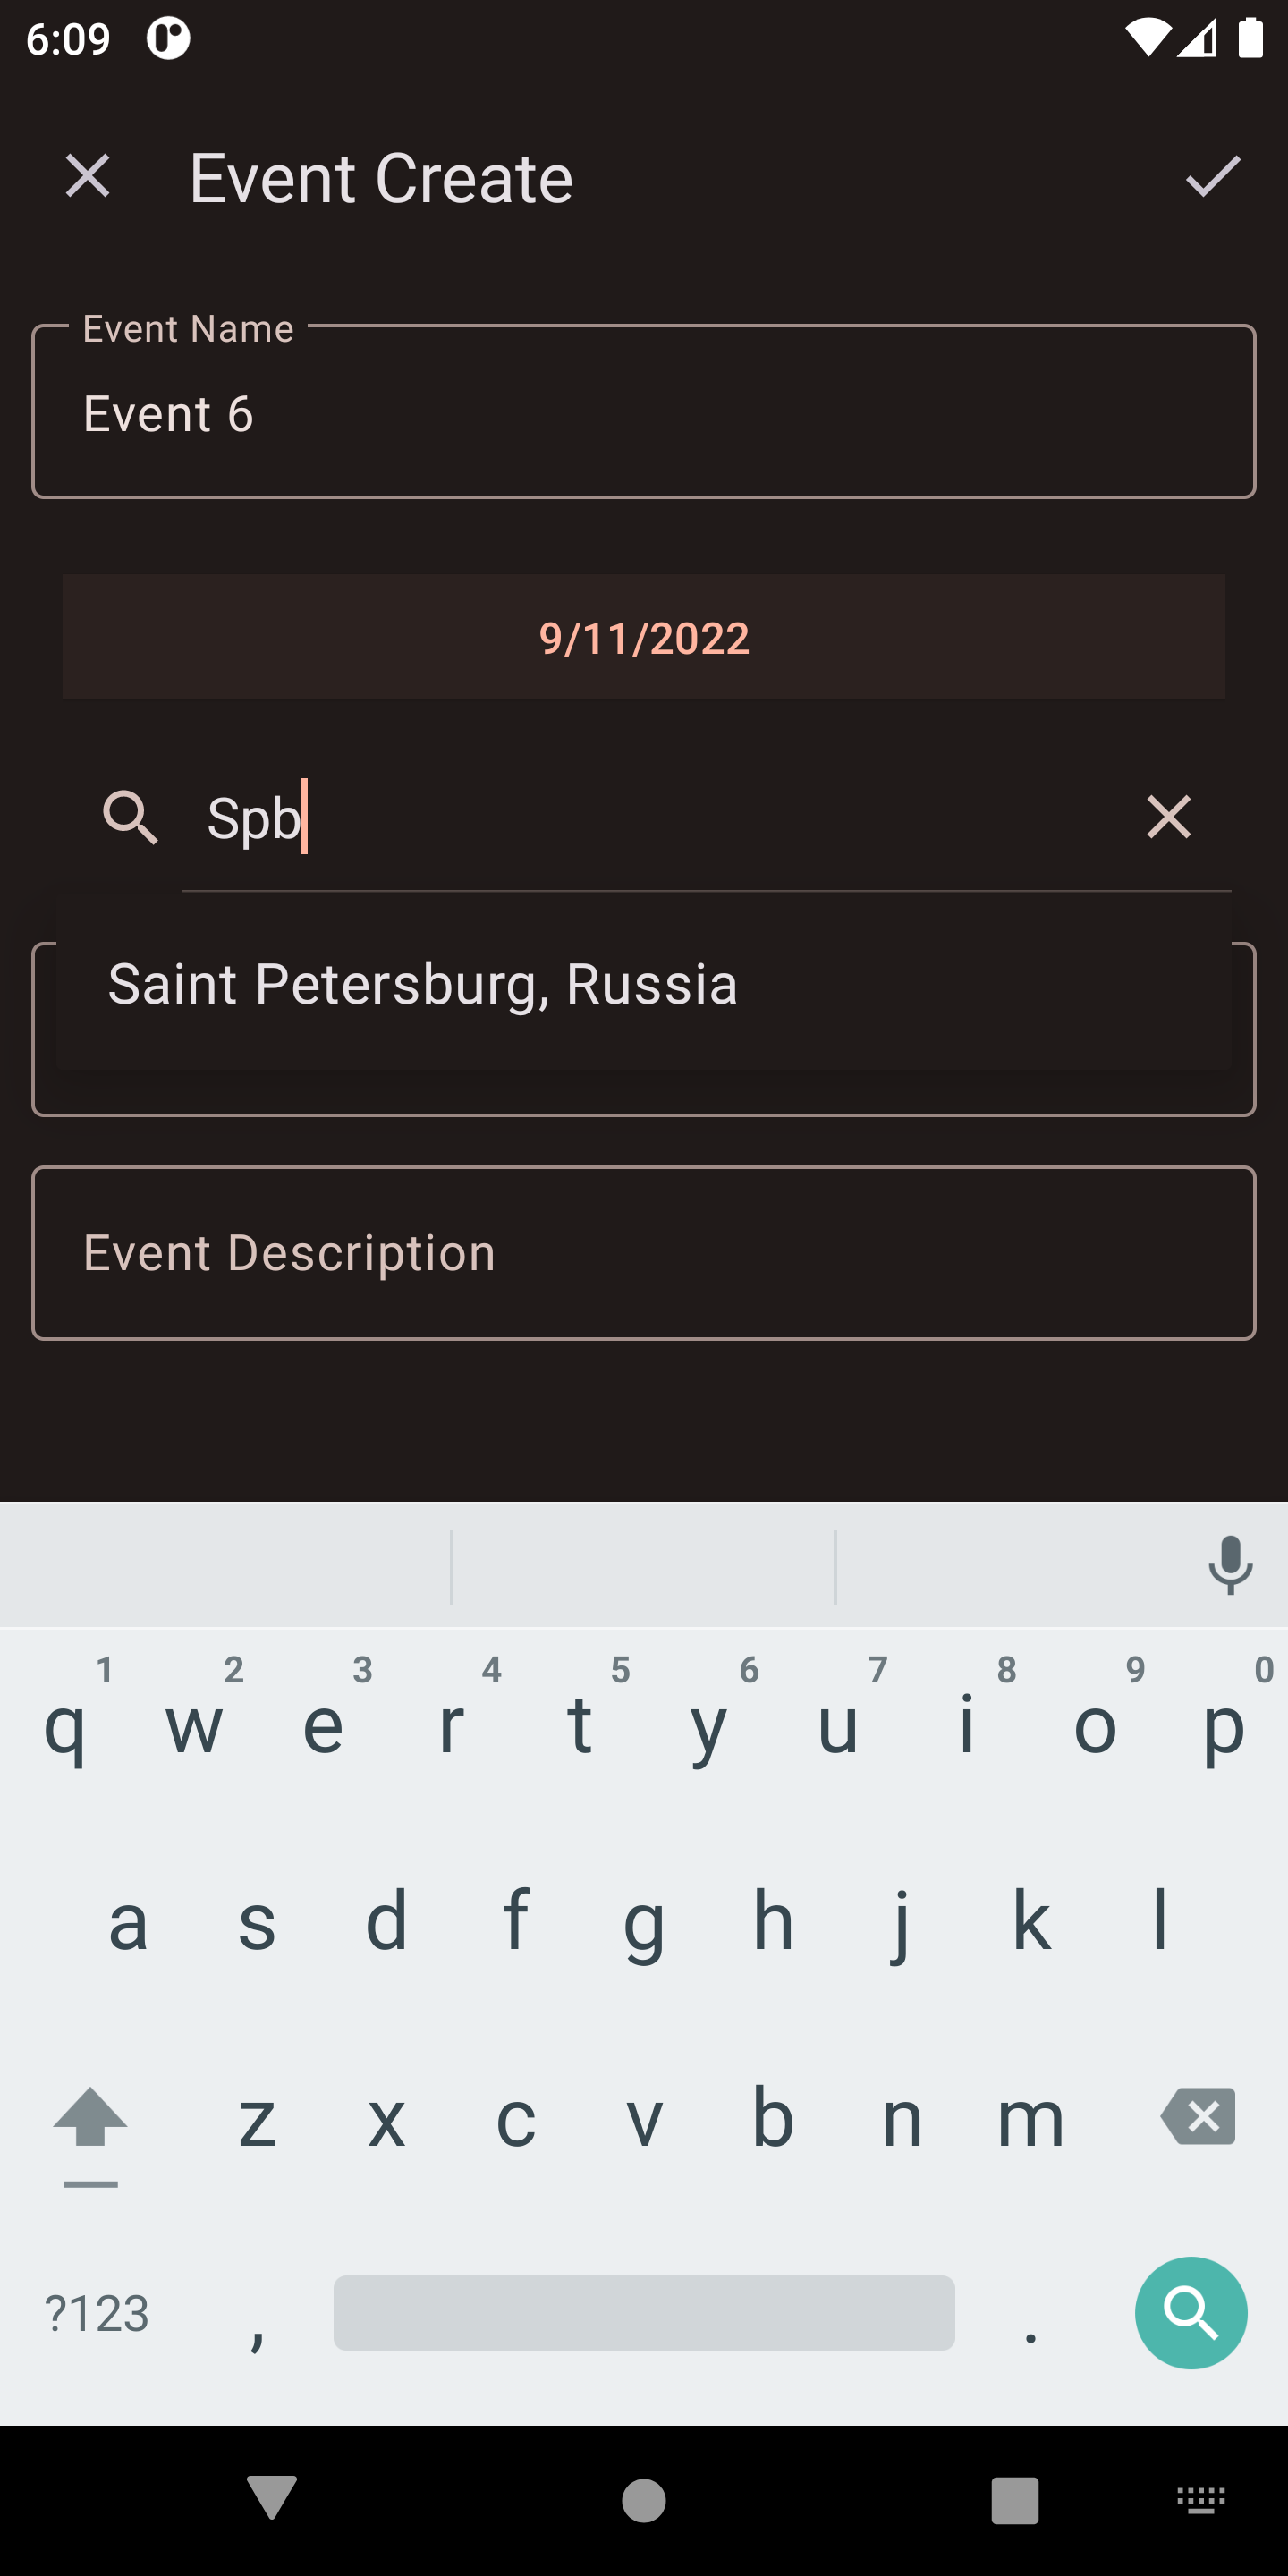 6:09
Event Create
Event Name
Event 6
9/11/2022
Spb
Saint Petersburg, Russia
Event Description
1 2 3 4 5 6 7 8 9 0
q w e r t y u i o p
a s d f g h j k l
z x c v b n m
?123 , .